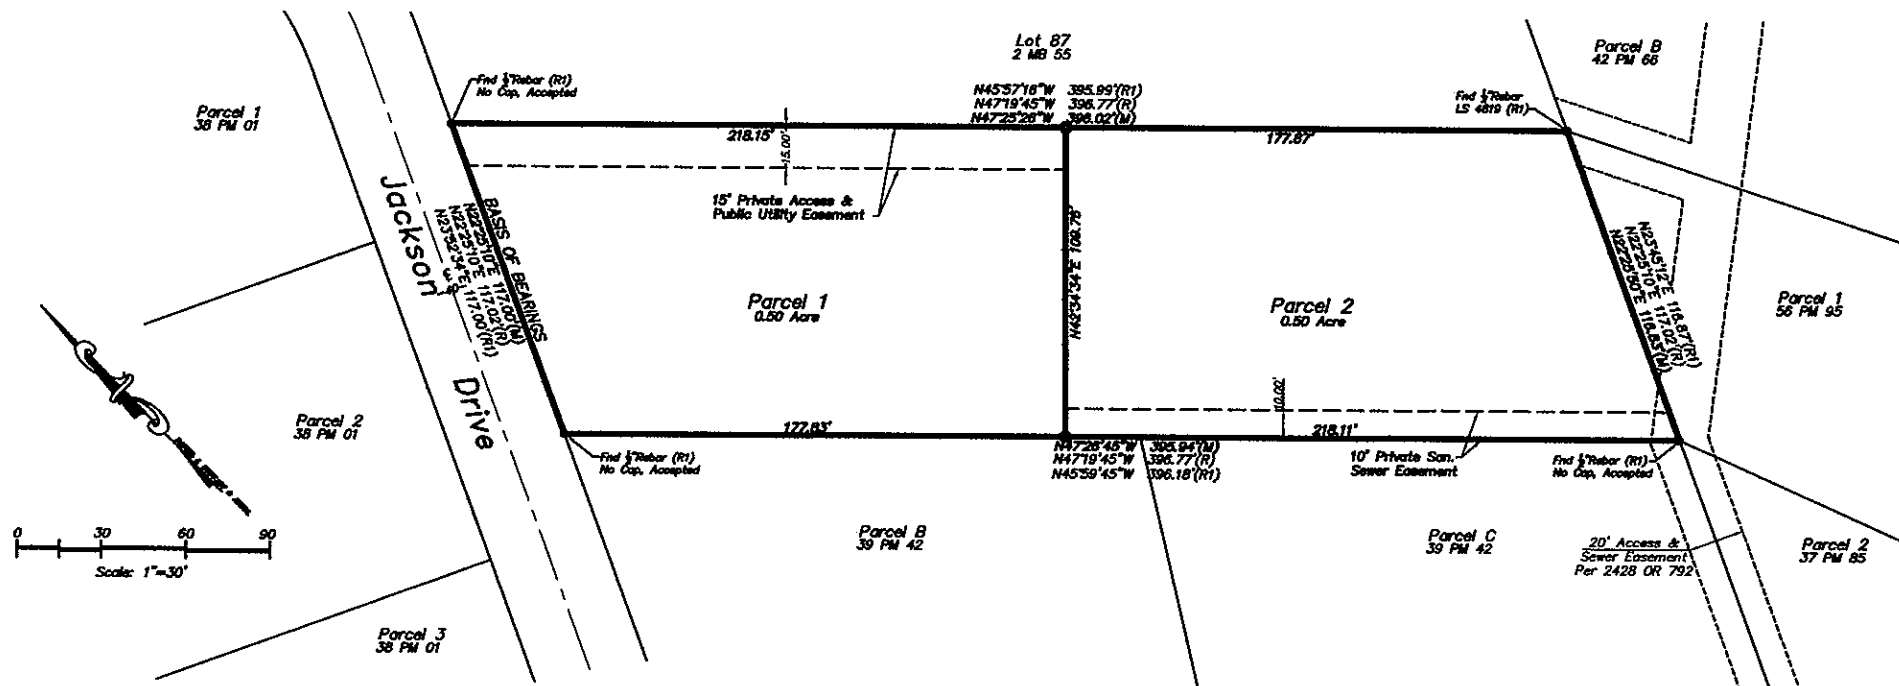 Lot 87
2 MB 55
Parcel B
42 PM 66
Fnd ½"Rebar (R1)
No Cap, Accepted
N45°57'16"W 395.99'(R1)
N47°19'45"W 396.77'(R)
N47°25'26"W 396.02'(M)
Fnd ½"Rebar
LS 4819 (R1)
Parcel 1
38 PM 01
218.15'
15.00'
177.87'
15' Private Access &
Public Utility Easement
Jackson
Drive
BASIS OF BEARINGS
N22°25'10"E 117.00'(M)
N22°25'10"E 117.02'(R)
N23°52'34"E 117.00'(R1)
N42°34'34"E 109.76'
N23°45'12"E 116.87'(R1)
N22°25'10"E 117.02'(R)
116.83'(M)
Parcel 1
0.50 Acre
Parcel 2
0.50 Acre
Parcel 1
56 PM 95
Parcel 2
38 PM 01
177.83'
10.00'
218.11'
Fnd ½"Rebar (R1)
No Cap, Accepted
N47°26'46"W 395.94'(M)
N47°19'45"W 396.77'(R)
N45°59'45"W 396.18'(R1)
10' Private San.
Sewer Easement
Fnd ½"Rebar (R1)
No Cap, Accepted
0 30 60 90
Scale: 1"=30'
Parcel B
39 PM 42
Parcel C
39 PM 42
20' Access &
Sewer Easement
Per 2428 OR 792
Parcel 2
37 PM 85
Parcel 3
38 PM 01